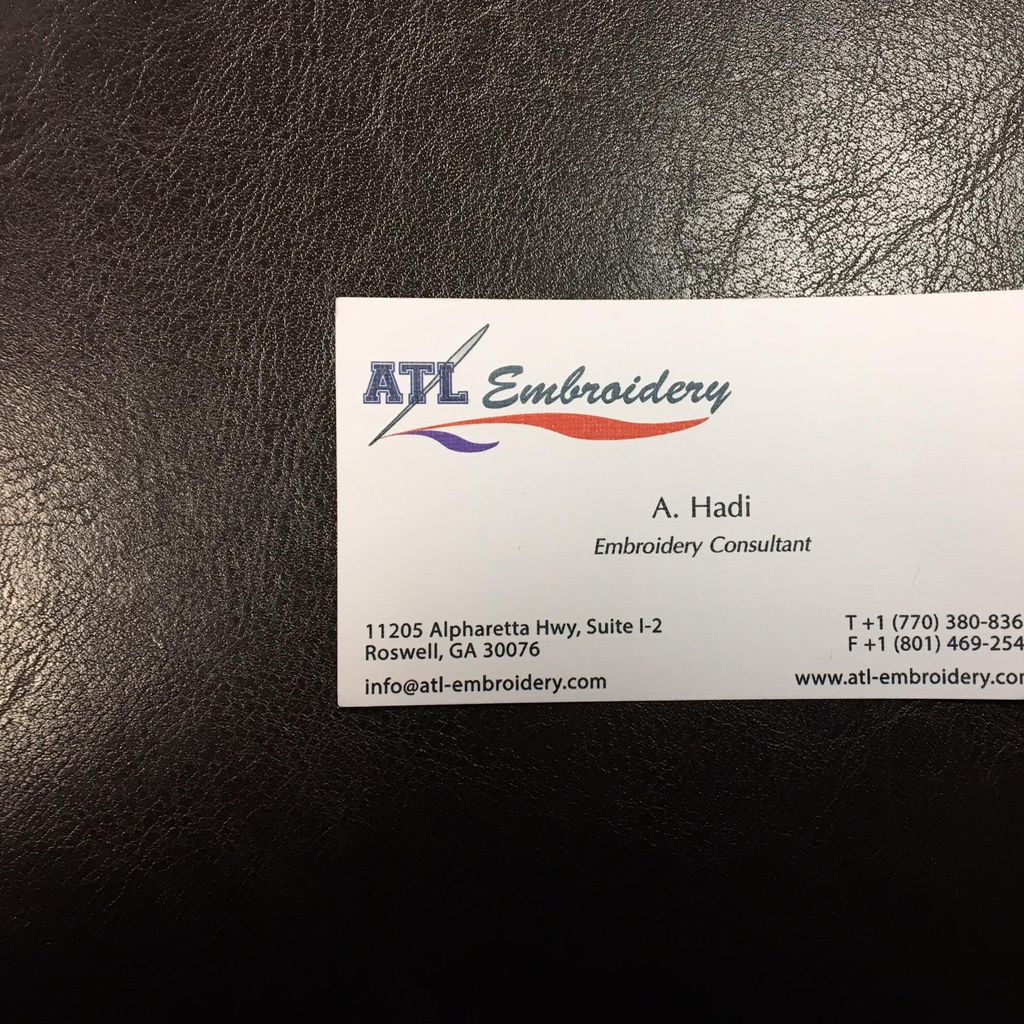 ATL Embroidery
A. Hadi
Embroidery Consultant
11205 Alpharetta Hwy, Suite I-2
Roswell, GA 30076
info@atl-embroidery.com
T +1 (770) 380-836
F +1 (801) 469-254
www.atl-embroidery.com